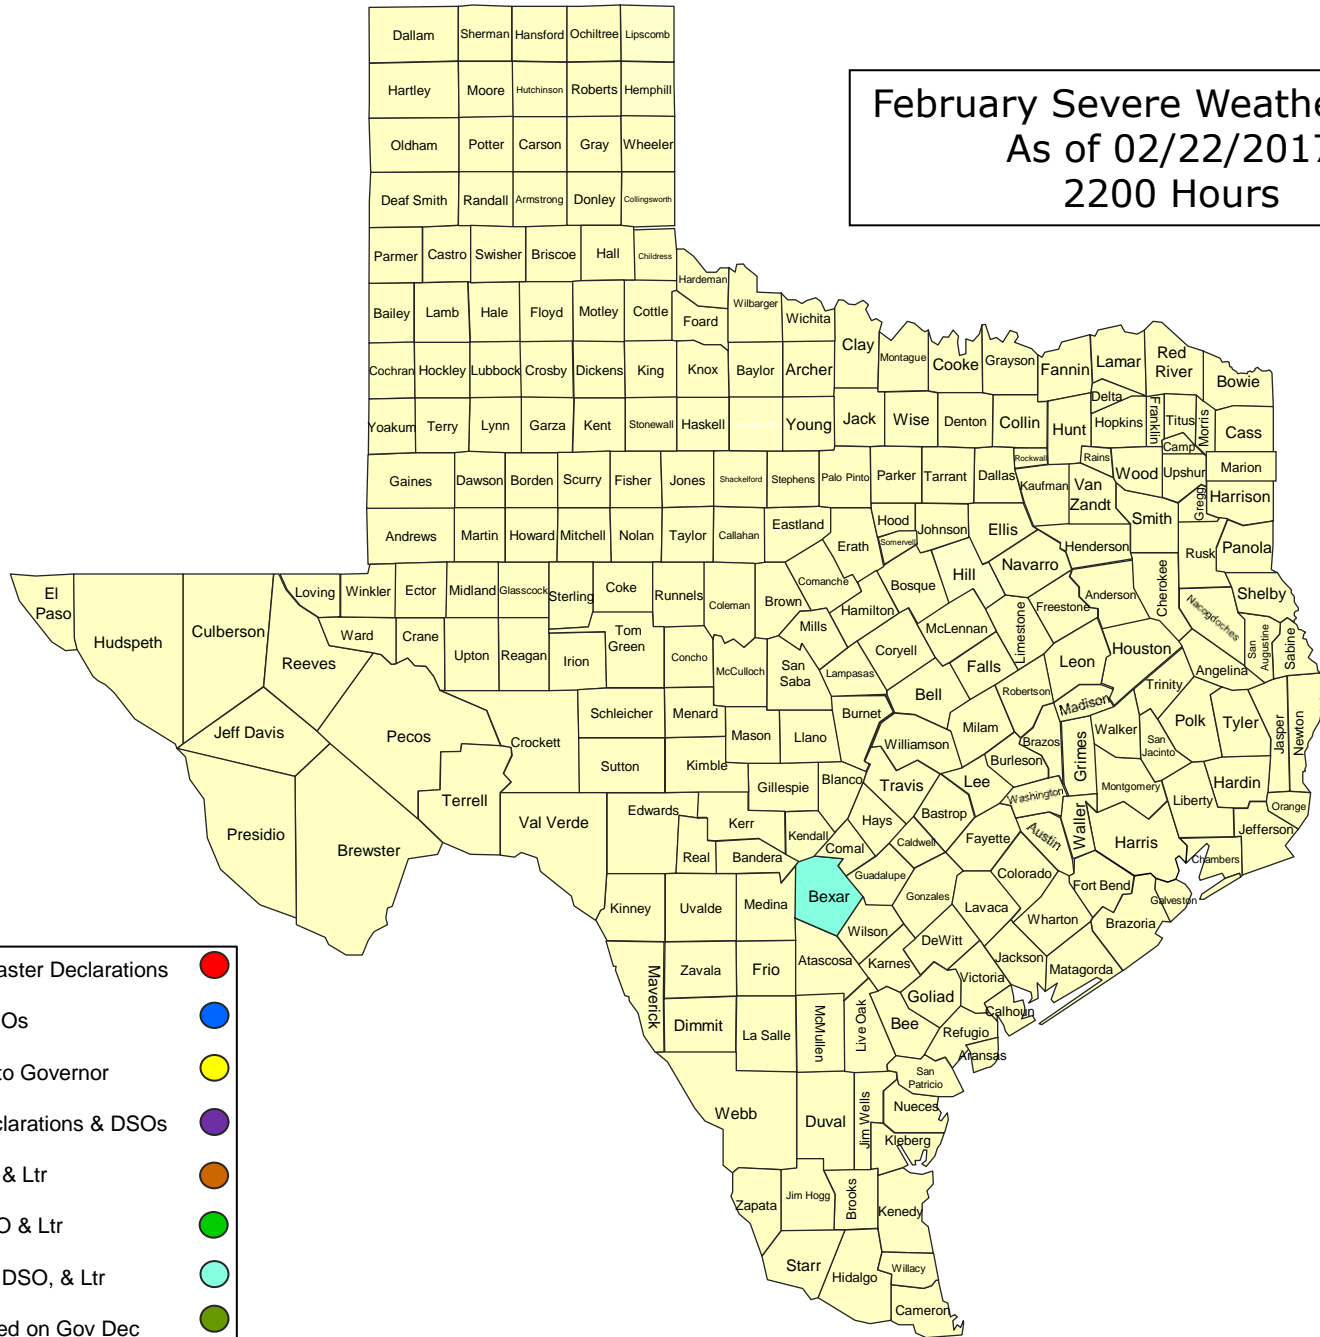 Dallam Sherman Hansford Ochiltree Lipscomb
Hartley Moore Hutchinson Roberts Hemphill
February Severe Weathe
As of 02/22/2017
2200 Hours
Oldham Potter Carson Gray Wheeler
Deaf Smith Randall Armstrong Donley Collingsworth
Parmer Castro Swisher Briscoe Hall Childress
Hardeman
Bailey Lamb Hale Floyd Motley Cottle Foard Wilbarger Wichita
Clay Montague Cooke Grayson Fannin Lamar Red
River
Bowie
Cochran Hockley Lubbock Crosby Dickens King Knox Baylor Archer
Delta
Yoakum Terry Lynn Garza Kent Stonewall Haskell Young Jack Wise Denton Collin Hunt Hopkins Franklin Titus Morris Cass
Camp
Rockwall Rains
Gaines Dawson Borden Scurry Fisher Jones Shackelford Stephens Palo Pinto Parker Tarrant Dallas Kaufman Van
Zandt
Wood Upshur Marion
Gregg Harrison
Andrews Martin Howard Mitchell Nolan Taylor Callahan Eastland Erath Hood Somervell Johnson Ellis Henderson Smith Rusk Panola
El
Paso
Hudspeth Culberson Loving Winkler Ector Midland Glasscock Sterling Coke Runnels Coleman Brown Comanche Hamilton Bosque Hill Navarro Freestone Anderson Cherokee Nacogdoches Shelby
Reeves Ward Crane Upton Reagan Irion Tom
Green
Concho McCulloch San
Saba
Mills Lampasas Coryell McLennan Limestone Falls Leon Houston Angelina San
Augustine
Sabine
Jeff Davis Pecos Crockett Schleicher Menard Mason Llano Burnet Bell Milam Robertson Madison Trinity Polk Tyler Jasper Newton
Sutton Kimble Williamson Brazos Grimes Walker San
Jacinto
Presidio Brewster Terrell Val Verde Edwards Kerr Gillespie Blanco Travis Lee Burleson Washington Montgomery Liberty Hardin Orange
Real Bandera Kendall Comal Hays Caldwell Bastrop Fayette Austin Waller Harris Chambers Jefferson
Kinney Uvalde Medina Bexar Guadalupe Gonzales Lavaca Colorado Wharton Fort Bend Brazoria Galveston
Maverick Zavala Frio Atascosa Wilson Karnes DeWitt Victoria Jackson Matagorda
Dimmit La Salle McMullen Live Oak Bee Goliad Refugio Calhoun
Aransas
San
Patricio
Webb Duval Jim Wells Nueces
Kleberg
Zapata Jim Hogg Brooks Kenedy
Starr Hidalgo Willacy
Cameron
aster Declarations
Os
to Governor
clarations & DSOs
& Ltr
O & Ltr
DSO, & Ltr
ed on Gov Dec